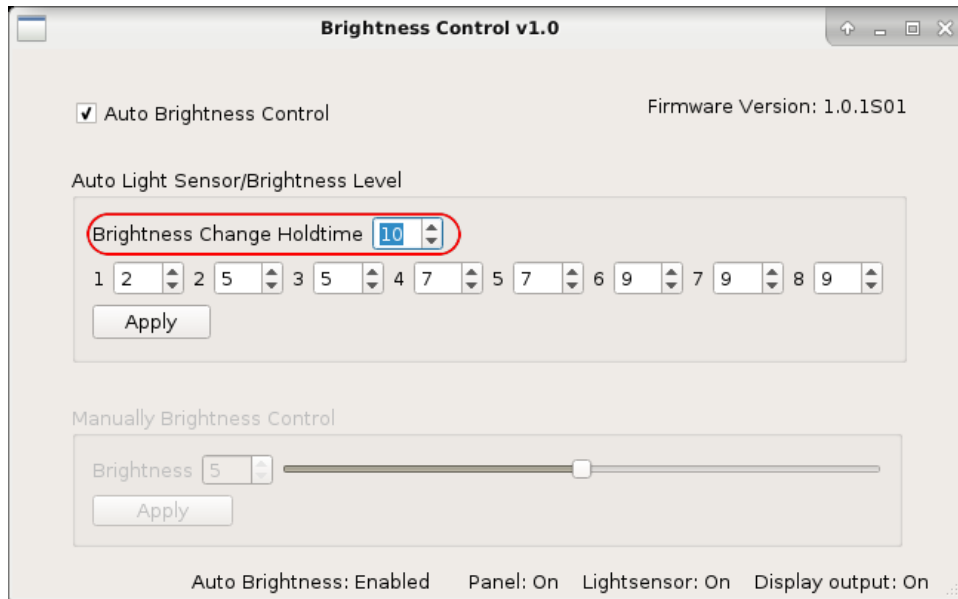 Brightness Control v1.0
Auto Brightness Control Firmware Version: 1.0.1S01
Auto Light Sensor/Brightness Level
Brightness Change Holdtime 10
1 2 2 5 3 5 4 7 5 7 6 9 7 9 8 9
Apply
Manually Brightness Control
Brightness 5
Apply
Auto Brightness: Enabled Panel: On Lightsensor: On Display output: On